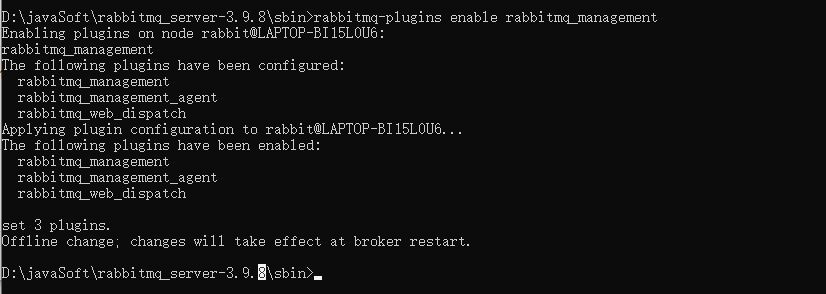 D:\javaSoft\rabbitmq_server-3.9.8\sbin>rabbitmq-plugins enable rabbitmq_management
Enabling plugins on node rabbit@LAPTOP-BI15L0U6:
rabbitmq_management
The following plugins have been configured:
  rabbitmq_management
  rabbitmq_management_agent
  rabbitmq_web_dispatch
Applying plugin configuration to rabbit@LAPTOP-BI15L0U6...
The following plugins have been enabled:
  rabbitmq_management
  rabbitmq_management_agent
  rabbitmq_web_dispatch
set 3 plugins.
Offline change; changes will take effect at broker restart.
D:\javaSoft\rabbitmq_server-3.9.8\sbin>